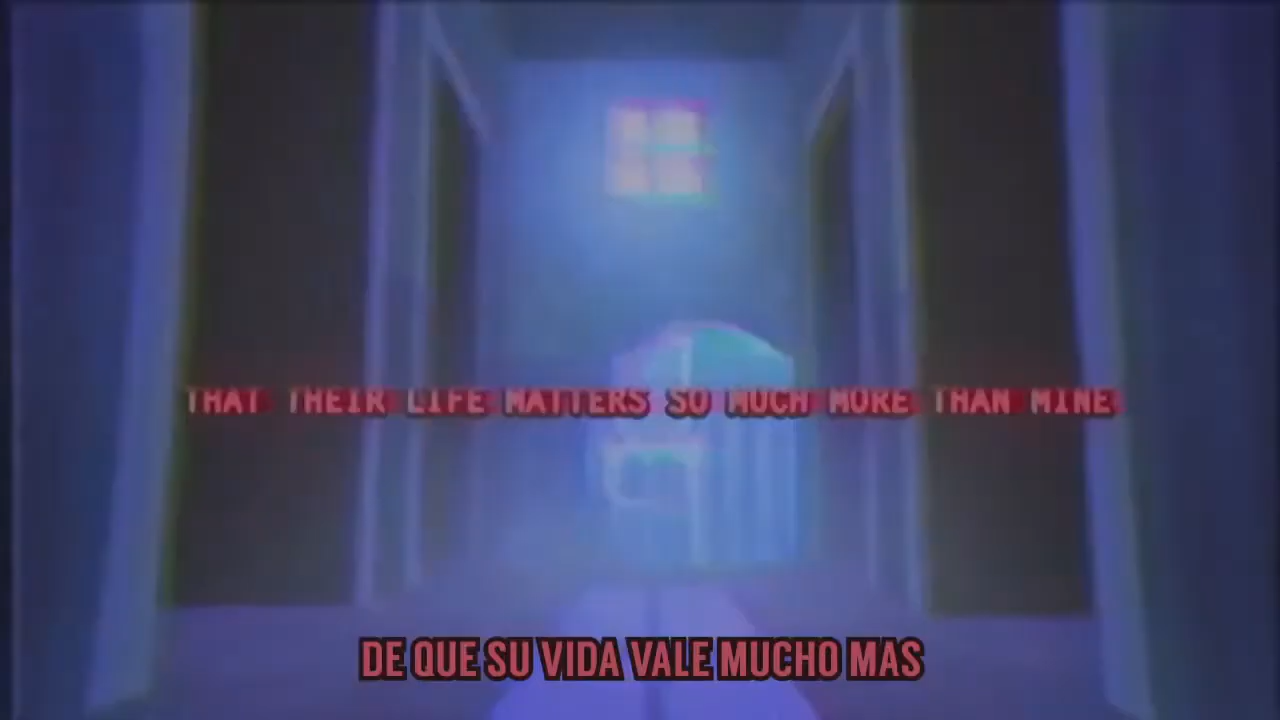 THAT THEIR LIFE MATTERS SO MUCH MORE THAN MINE
DE QUE SU VIDA VALE MUCHO MAS